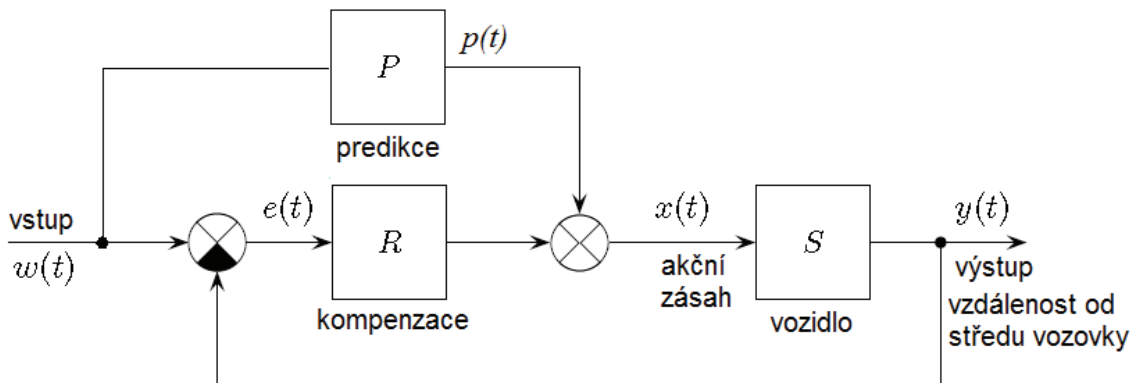 P
p(t)
predikce
vstup
w(t)
e(t)
R
kompenzace
x(t)
akční
zásah
S
vozidlo
y(t)
výstup
vzdálenost od
středu vozovky